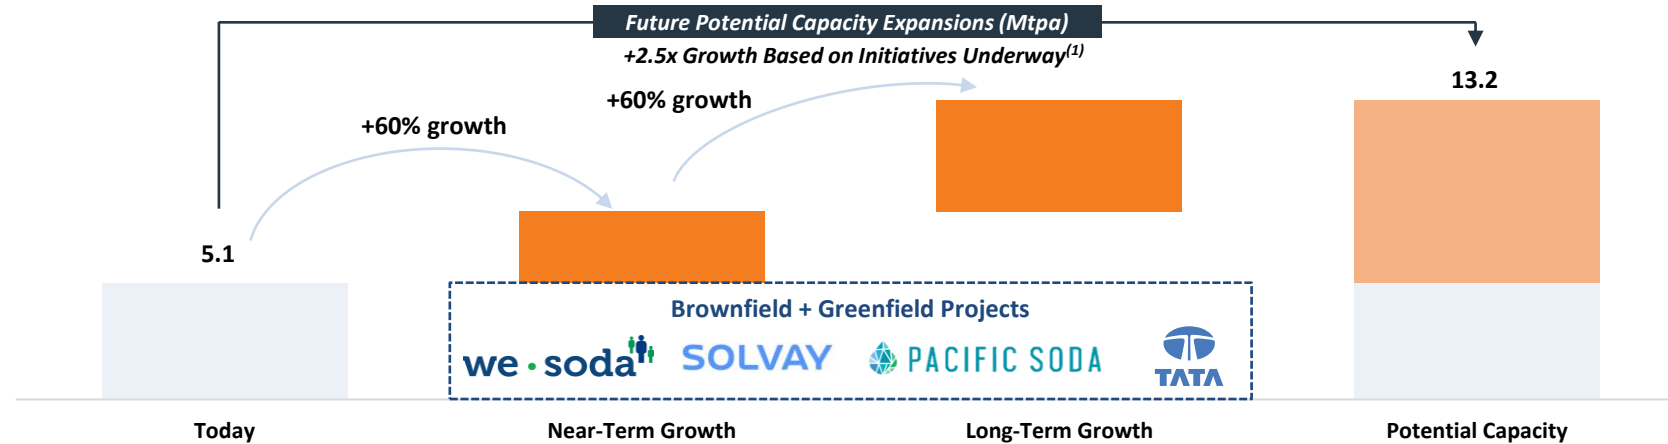 Future Potential Capacity Expansions (Mtpa)
+2.5x Growth Based on Initiatives Underway(1)
13.2
+60% growth
+60% growth
5.1
Brownfield + Greenfield Projects
we•soda
SOLVAY
PACIFIC SODA
TATA
Today
Near-Term Growth
Long-Term Growth
Potential Capacity